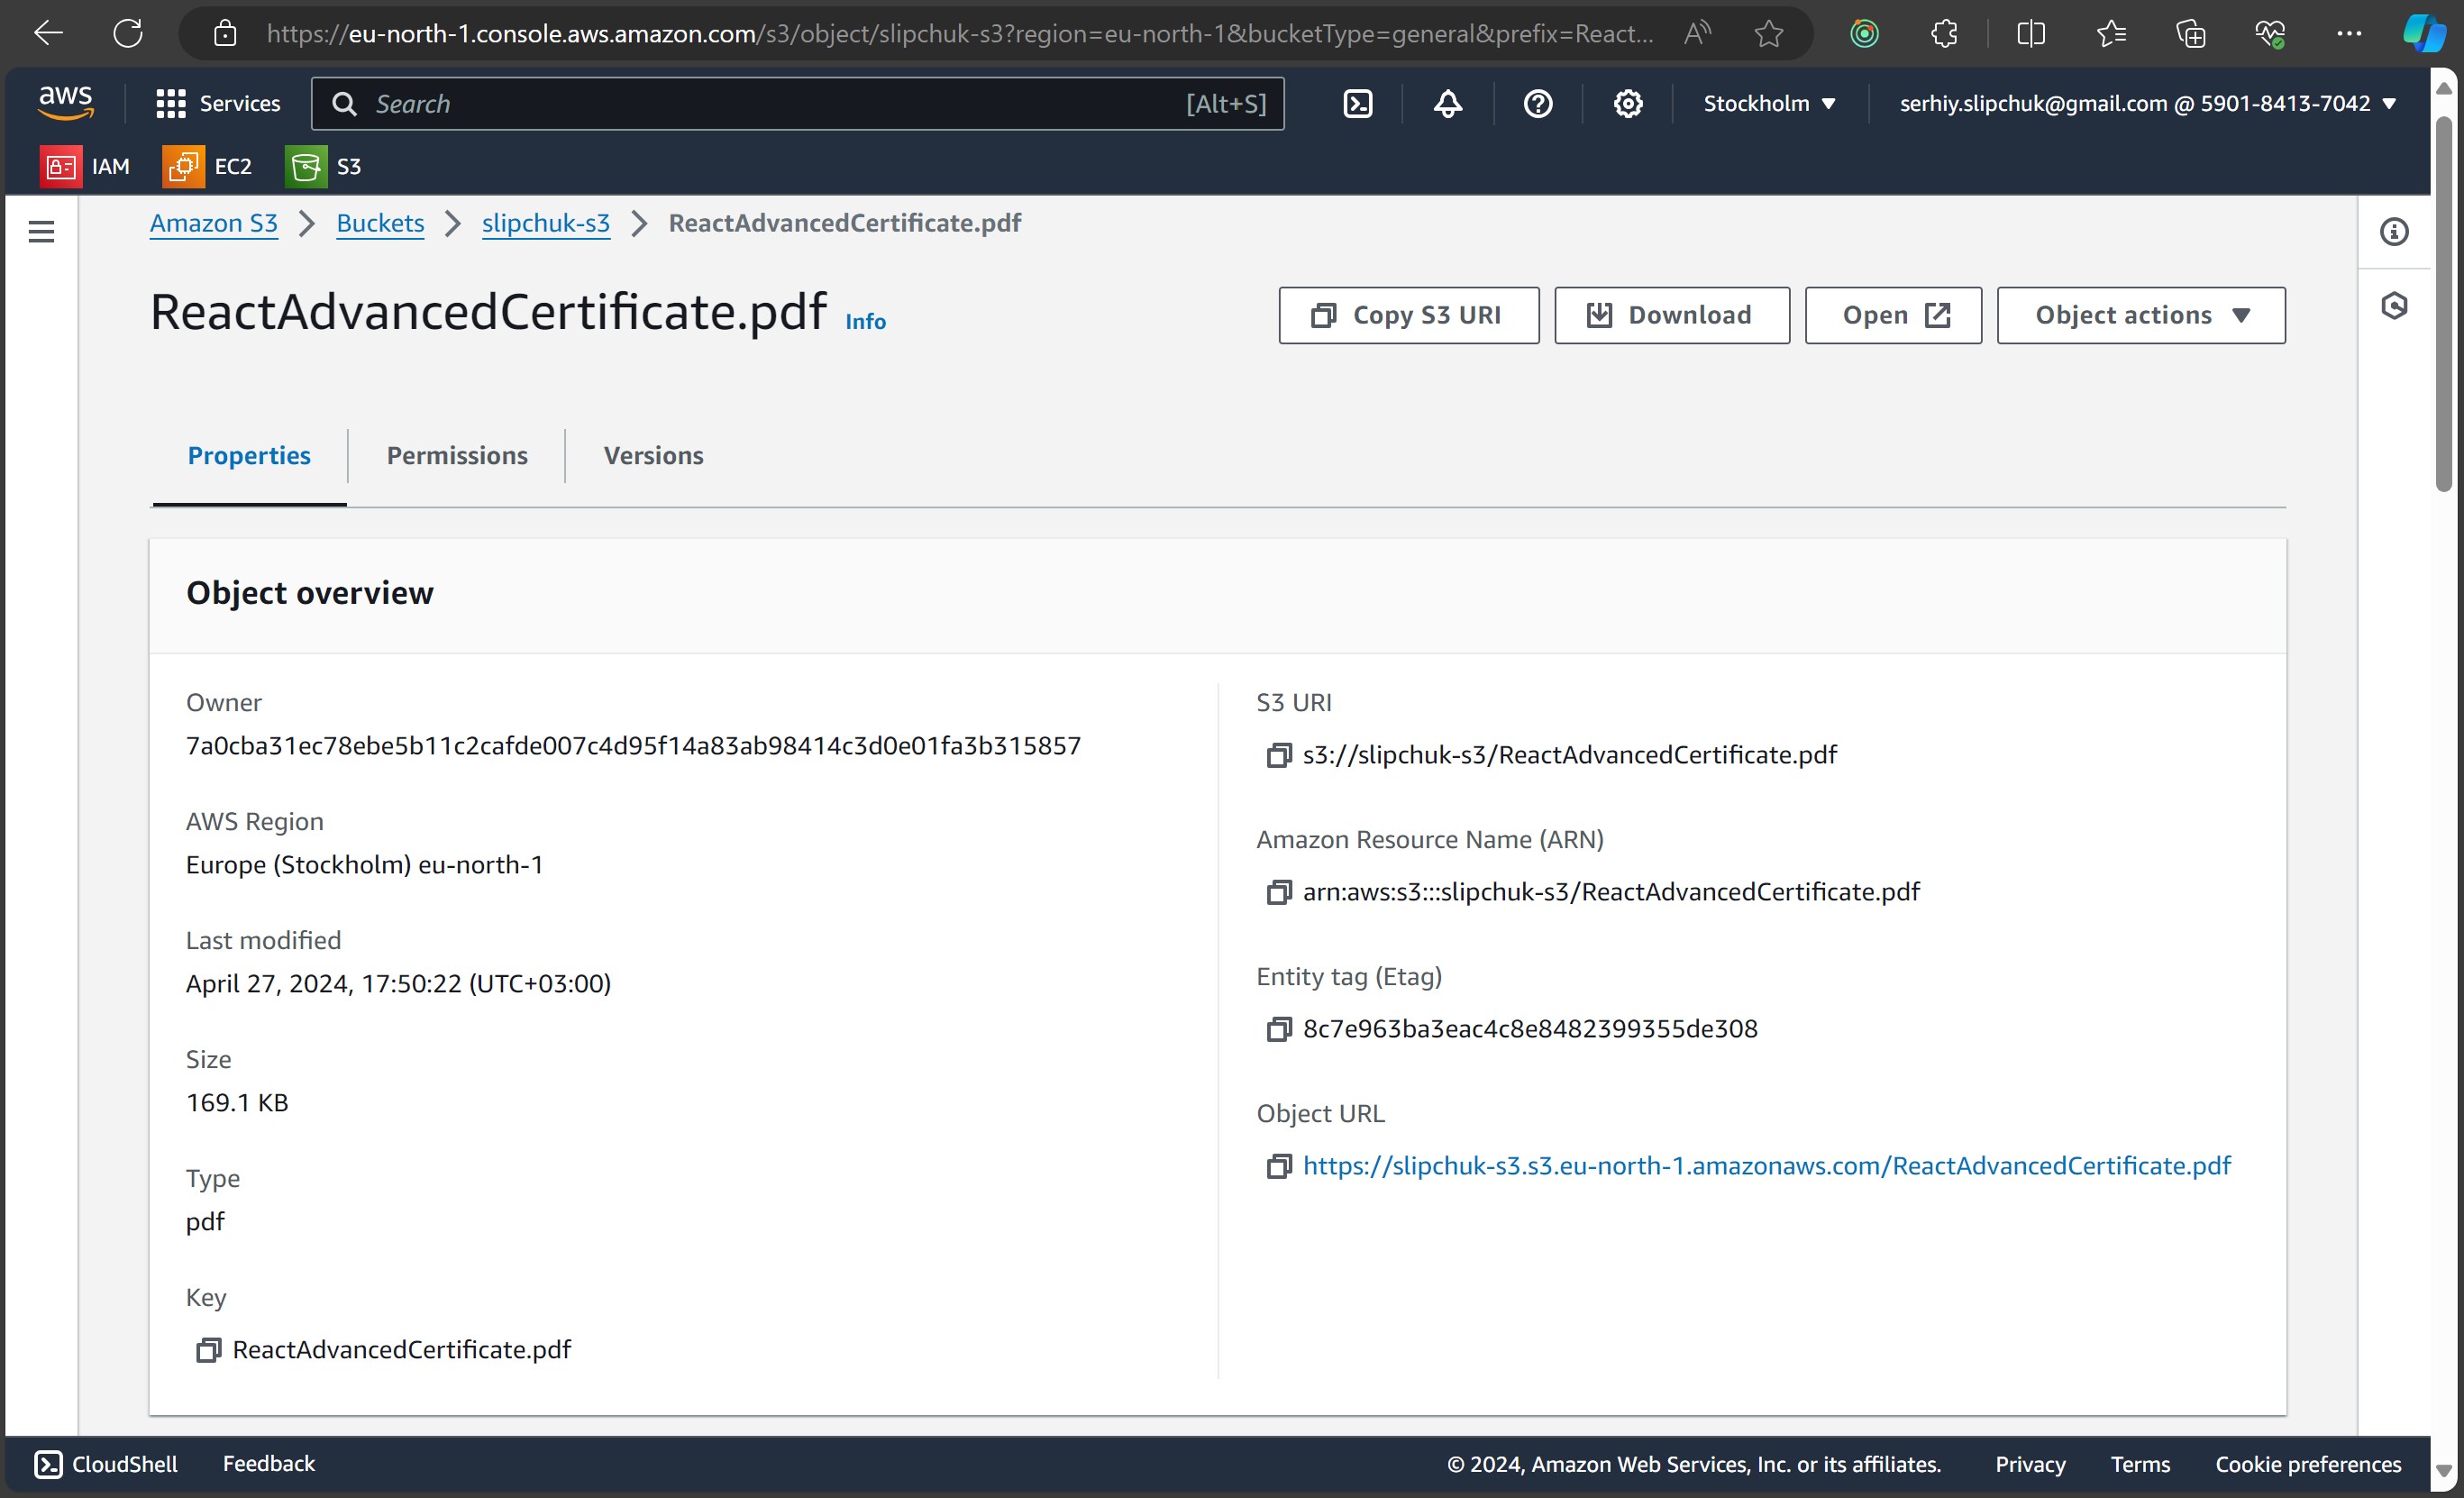 https://eu-north-1.console.aws.amazon.com/s3/object/slipchuk-s3?region=eu-north-1&bucketType=general&prefix=React...
aws Services Search [Alt+S] Stockholm serhiy.slipchuk@gmail.com @ 5901-8413-7042
IAM EC2 S3
Amazon S3 Buckets slipchuk-s3 ReactAdvancedCertificate.pdf
ReactAdvancedCertificate.pdf Info Copy S3 URI Download Open Object actions
Properties Permissions Versions
Object overview
Owner
7a0cba31ec78ebe5b11c2cafde007c4d95f14a83ab98414c3d0e01fa3b315857
AWS Region
Europe (Stockholm) eu-north-1
Last modified
April 27, 2024, 17:50:22 (UTC+03:00)
Size
169.1 KB
Type
pdf
Key
ReactAdvancedCertificate.pdf
S3 URI
s3://slipchuk-s3/ReactAdvancedCertificate.pdf
Amazon Resource Name (ARN)
arn:aws:s3:::slipchuk-s3/ReactAdvancedCertificate.pdf
Entity tag (Etag)
8c7e963ba3eac4c8e8482399355de308
Object URL
https://slipchuk-s3.s3.eu-north-1.amazonaws.com/ReactAdvancedCertificate.pdf
CloudShell Feedback © 2024, Amazon Web Services, Inc. or its affiliates. Privacy Terms Cookie preferences